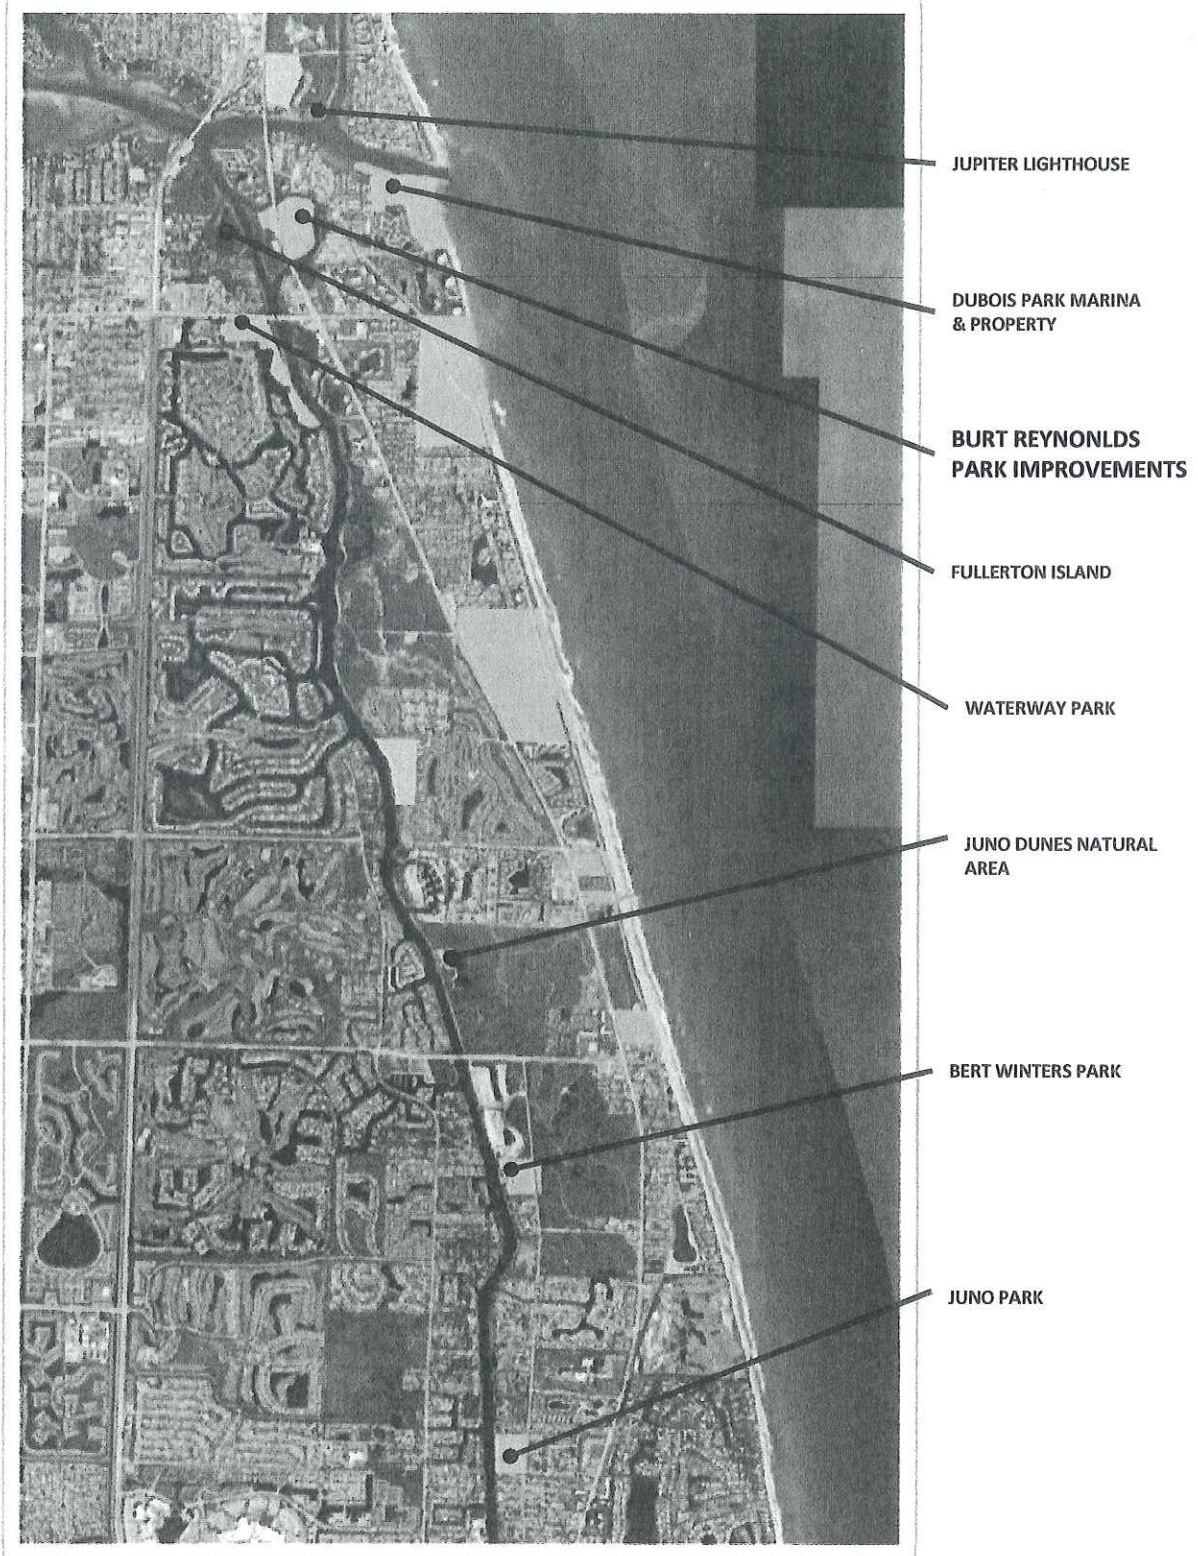 JUPITER LIGHTHOUSE
DUBOIS PARK MARINA
& PROPERTY
BURT REYNONLDS
PARK IMPROVEMENTS
FULLERTON ISLAND
WATERWAY PARK
JUNO DUNES NATURAL
AREA
BERT WINTERS PARK
JUNO PARK